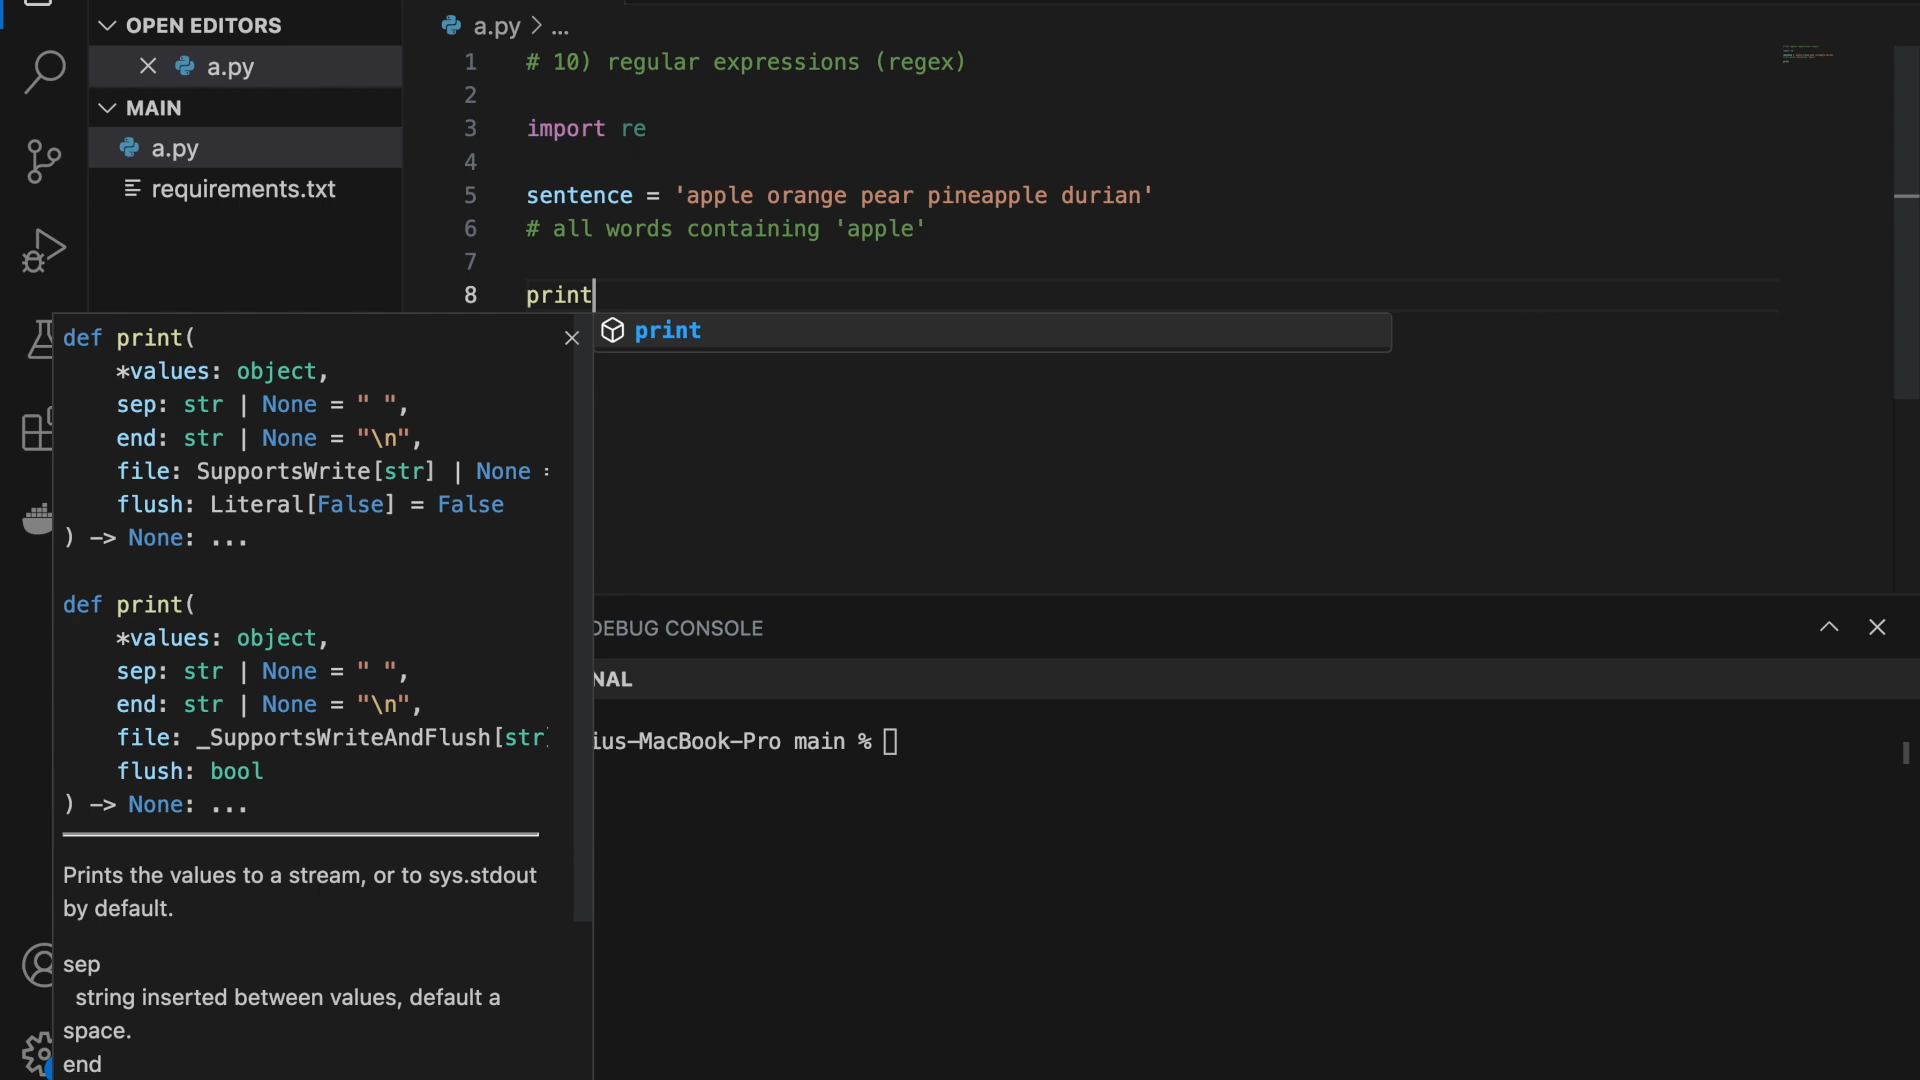 OPEN EDITORS
a.py
MAIN
a.py
requirements.txt
a.py > ...
1 # 10) regular expressions (regex)
2
3 import re
4
5 sentence = 'apple orange pear pineapple durian'
6 # all words containing 'apple'
7
8 print
print
def print(
*values: object,
sep: str | None = " ",
end: str | None = "\n",
file: SupportsWrite[str] | None =
flush: Literal[False] = False
) -> None: ...
def print(
*values: object,
sep: str | None = " ",
end: str | None = "\n",
file: _SupportsWriteAndFlush[str]
flush: bool
) -> None: ...
Prints the values to a stream, or to sys.stdout
by default.
sep
string inserted between values, default a
space.
end
DEBUG CONSOLE
NAL
ius-MacBook-Pro main %